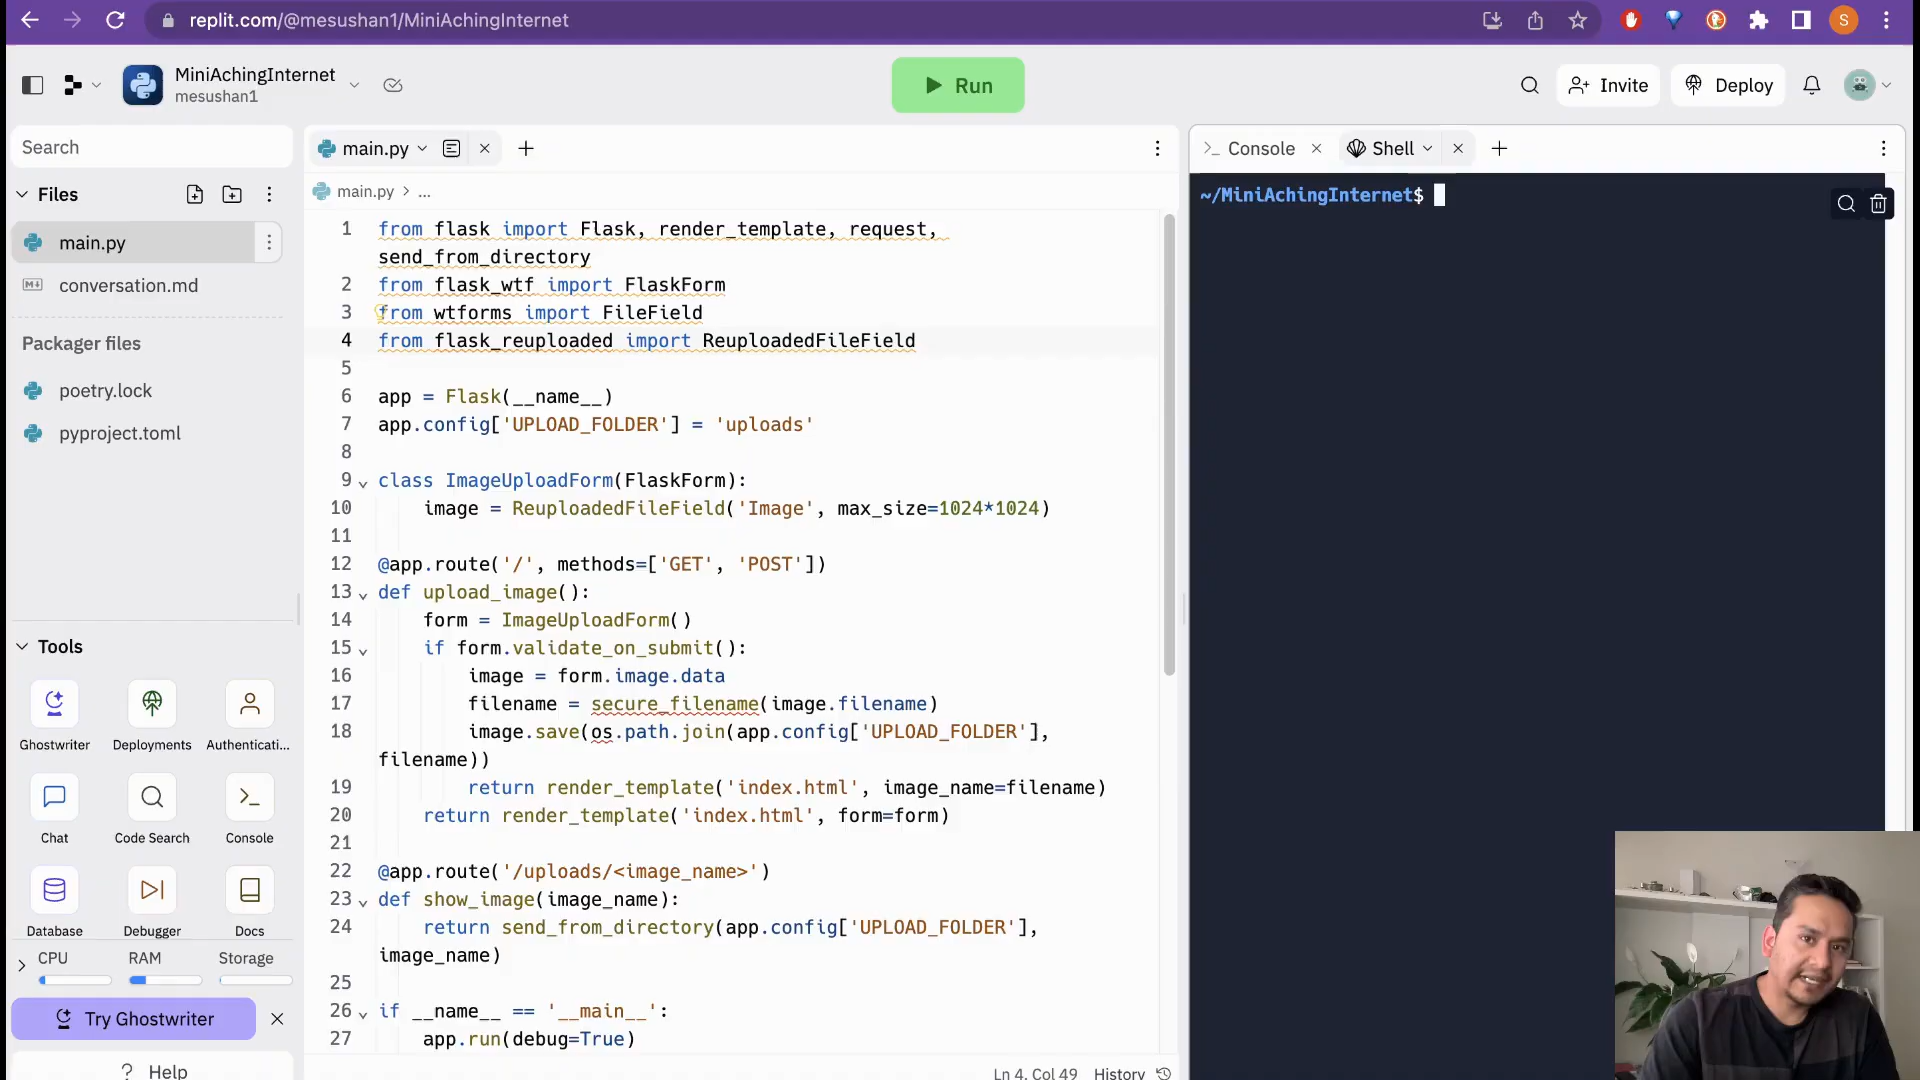 replit.com/@mesushan1/MiniAchingInternet
S
MiniAchingInternet
mesushan1
Run
Invite
Deploy
Search
main.py
Console
Shell
Files
main.py > ...
~/MiniAchingInternet$
main.py
conversation.md
Packager files
poetry.lock
pyproject.toml
1 from flask import Flask, render_template, request,
send_from_directory
2 from flask_wtf import FlaskForm
3 from wtforms import FileField
4 from flask_reuploaded import ReuploadedFileField
5
6 app = Flask(__name__)
7 app.config['UPLOAD_FOLDER'] = 'uploads'
8
9 class ImageUploadForm(FlaskForm):
10 image = ReuploadedFileField('Image', max_size=1024*1024)
11
12 @app.route('/', methods=['GET', 'POST'])
13 def upload_image():
14 form = ImageUploadForm()
15 if form.validate_on_submit():
16 image = form.image.data
17 filename = secure_filename(image.filename)
18 image.save(os.path.join(app.config['UPLOAD_FOLDER'],
filename))
19 return render_template('index.html', image_name=filename)
20 return render_template('index.html', form=form)
21
22 @app.route('/uploads/<image_name>')
23 def show_image(image_name):
24 return send_from_directory(app.config['UPLOAD_FOLDER'],
image_name)
25
26 if __name__ == '__main__':
27 app.run(debug=True)
Tools
Ghostwriter
Deployments
Authenticati...
Chat
Code Search
Console
Database
Debugger
Docs
CPU
RAM
Storage
Try Ghostwriter
? Help
Ln 4, Col 49
History